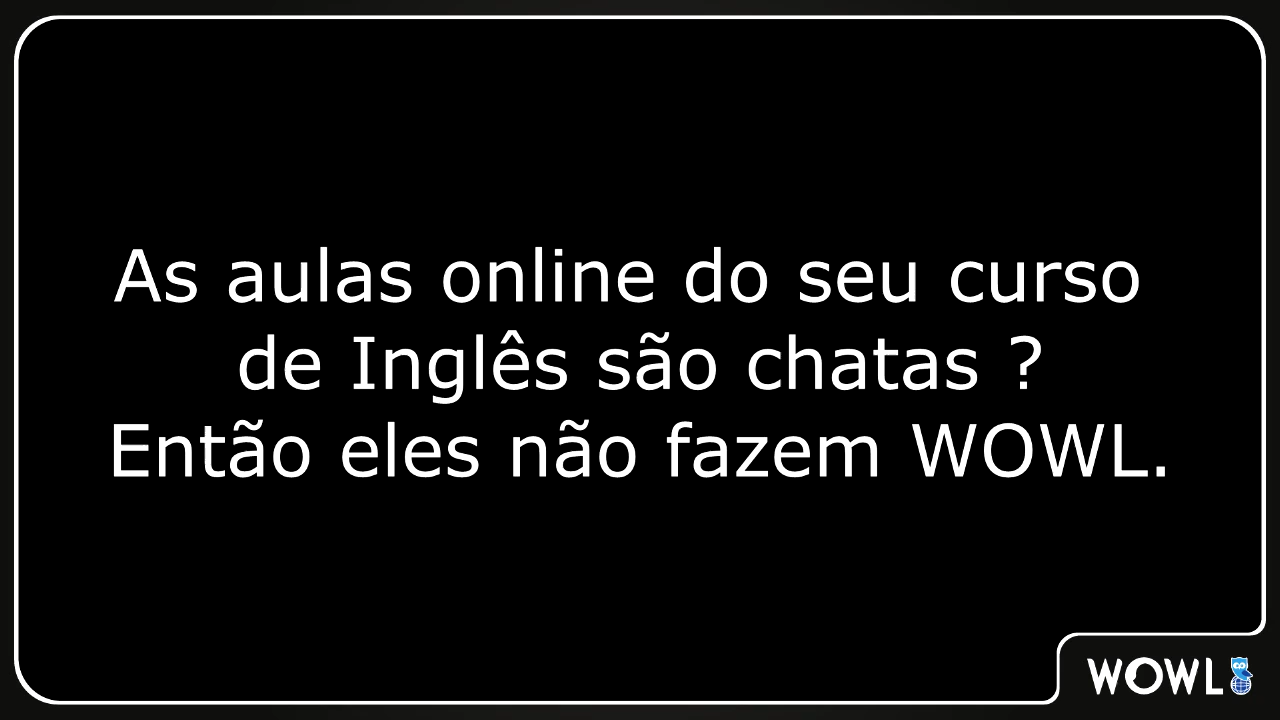 As aulas online do seu curso
de Inglês são chatas ?
Então eles não fazem WOWL.
WOWL